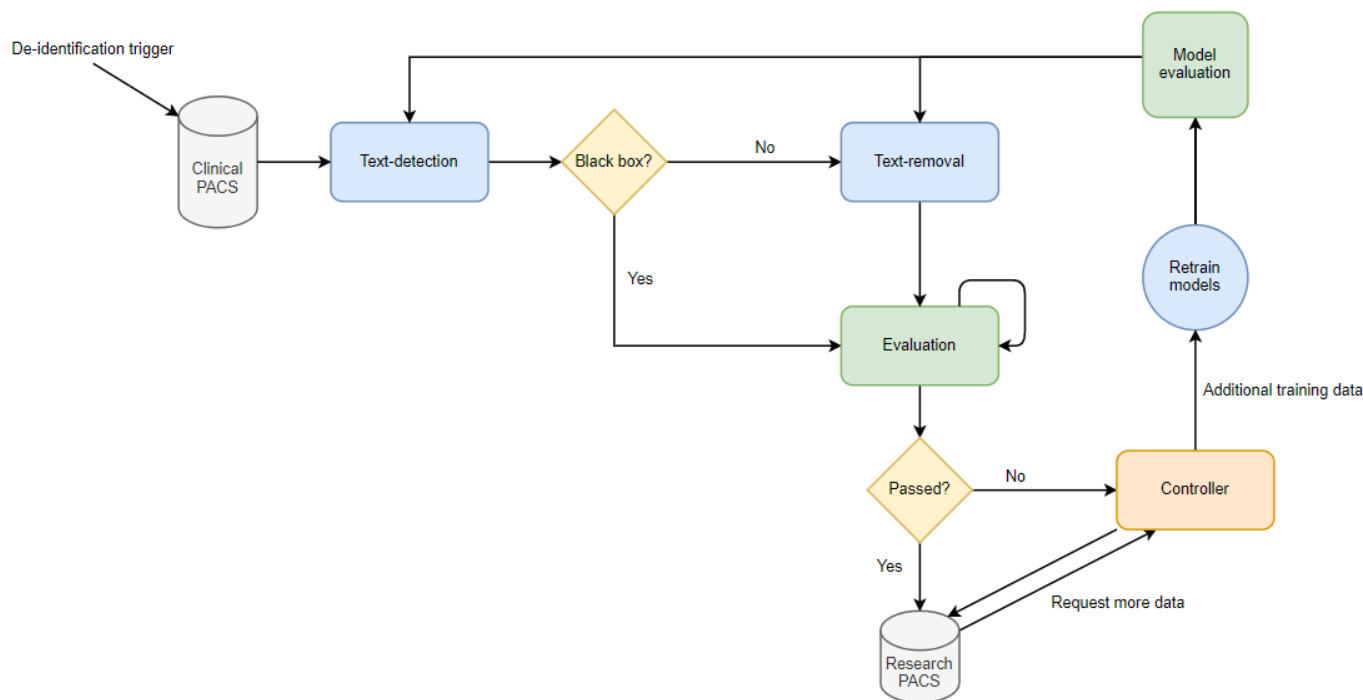 De-identification trigger
Model
evaluation
Clinical
PACS
Text-detection
Black box?
No
Text-removal
Yes
Retrain
models
Evaluation
Additional training data
Passed?
No
Controller
Yes
Request more data
Research
PACS